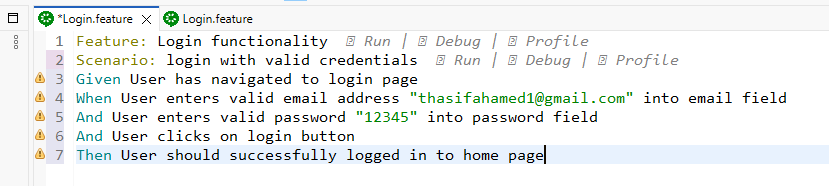 *Login.feature Login.feature
1 Feature: Login functionality Run | Debug | Profile
2 Scenario: login with valid credentials Run | Debug | Profile
3 Given User has navigated to login page
4 When User enters valid email address "thasifahamed1@gmail.com" into email field
5 And User enters valid password "12345" into password field
6 And User clicks on login button
7 Then User should successfully logged in to home page